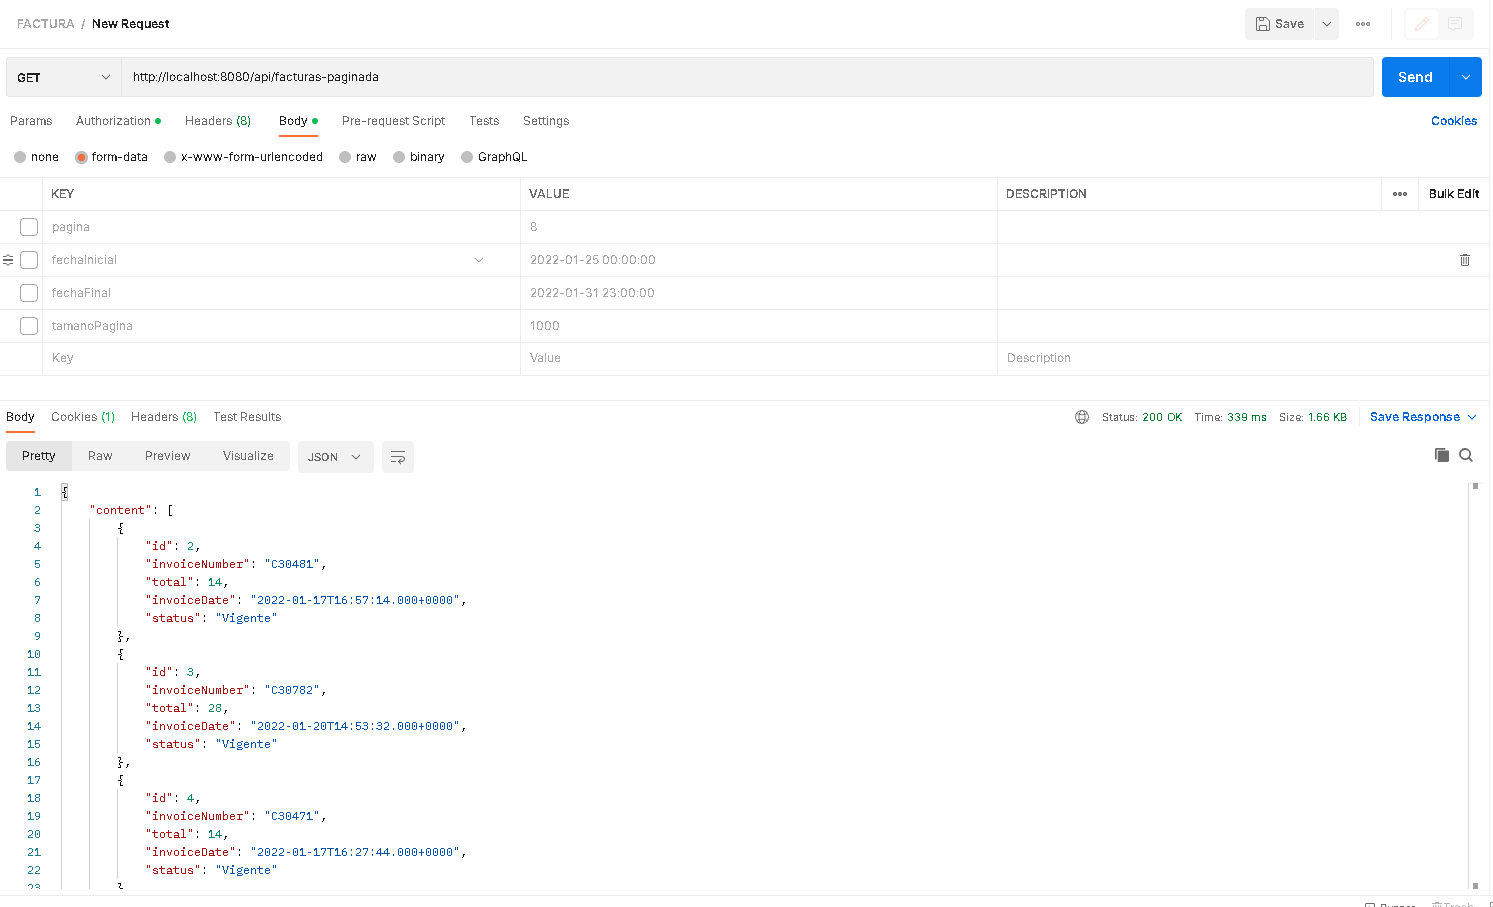 FACTURA / New Request
Save
GET http://localhost:8080/api/facturas-paginada Send
Params Authorization Headers (8) Body Pre-request Script Tests Settings Cookies
none form-data x-www-form-urlencoded raw binary GraphQL
KEY VALUE DESCRIPTION Bulk Edit
pagina 8
fechaInicial 2022-01-25 00:00:00
fechaFinal 2022-01-31 23:00:00
tamanoPagina 1000
Key Value Description
Body Cookies (1) Headers (8) Test Results Status: 200 OK Time: 339 ms Size: 1.66 KB Save Response
Pretty Raw Preview Visualize JSON
1 {
2 "content": [
3 {
4 "id": 2,
5 "invoiceNumber": "C30481",
6 "total": 14,
7 "invoiceDate": "2022-01-17T16:57:14.000+0000",
8 "status": "Vigente"
9 },
10 {
11 "id": 3,
12 "invoiceNumber": "C30782",
13 "total": 28,
14 "invoiceDate": "2022-01-20T14:53:32.000+0000",
15 "status": "Vigente"
16 },
17 {
18 "id": 4,
19 "invoiceNumber": "C30471",
20 "total": 14,
21 "invoiceDate": "2022-01-17T16:27:44.000+0000",
22 "status": "Vigente"
23 }
Trash